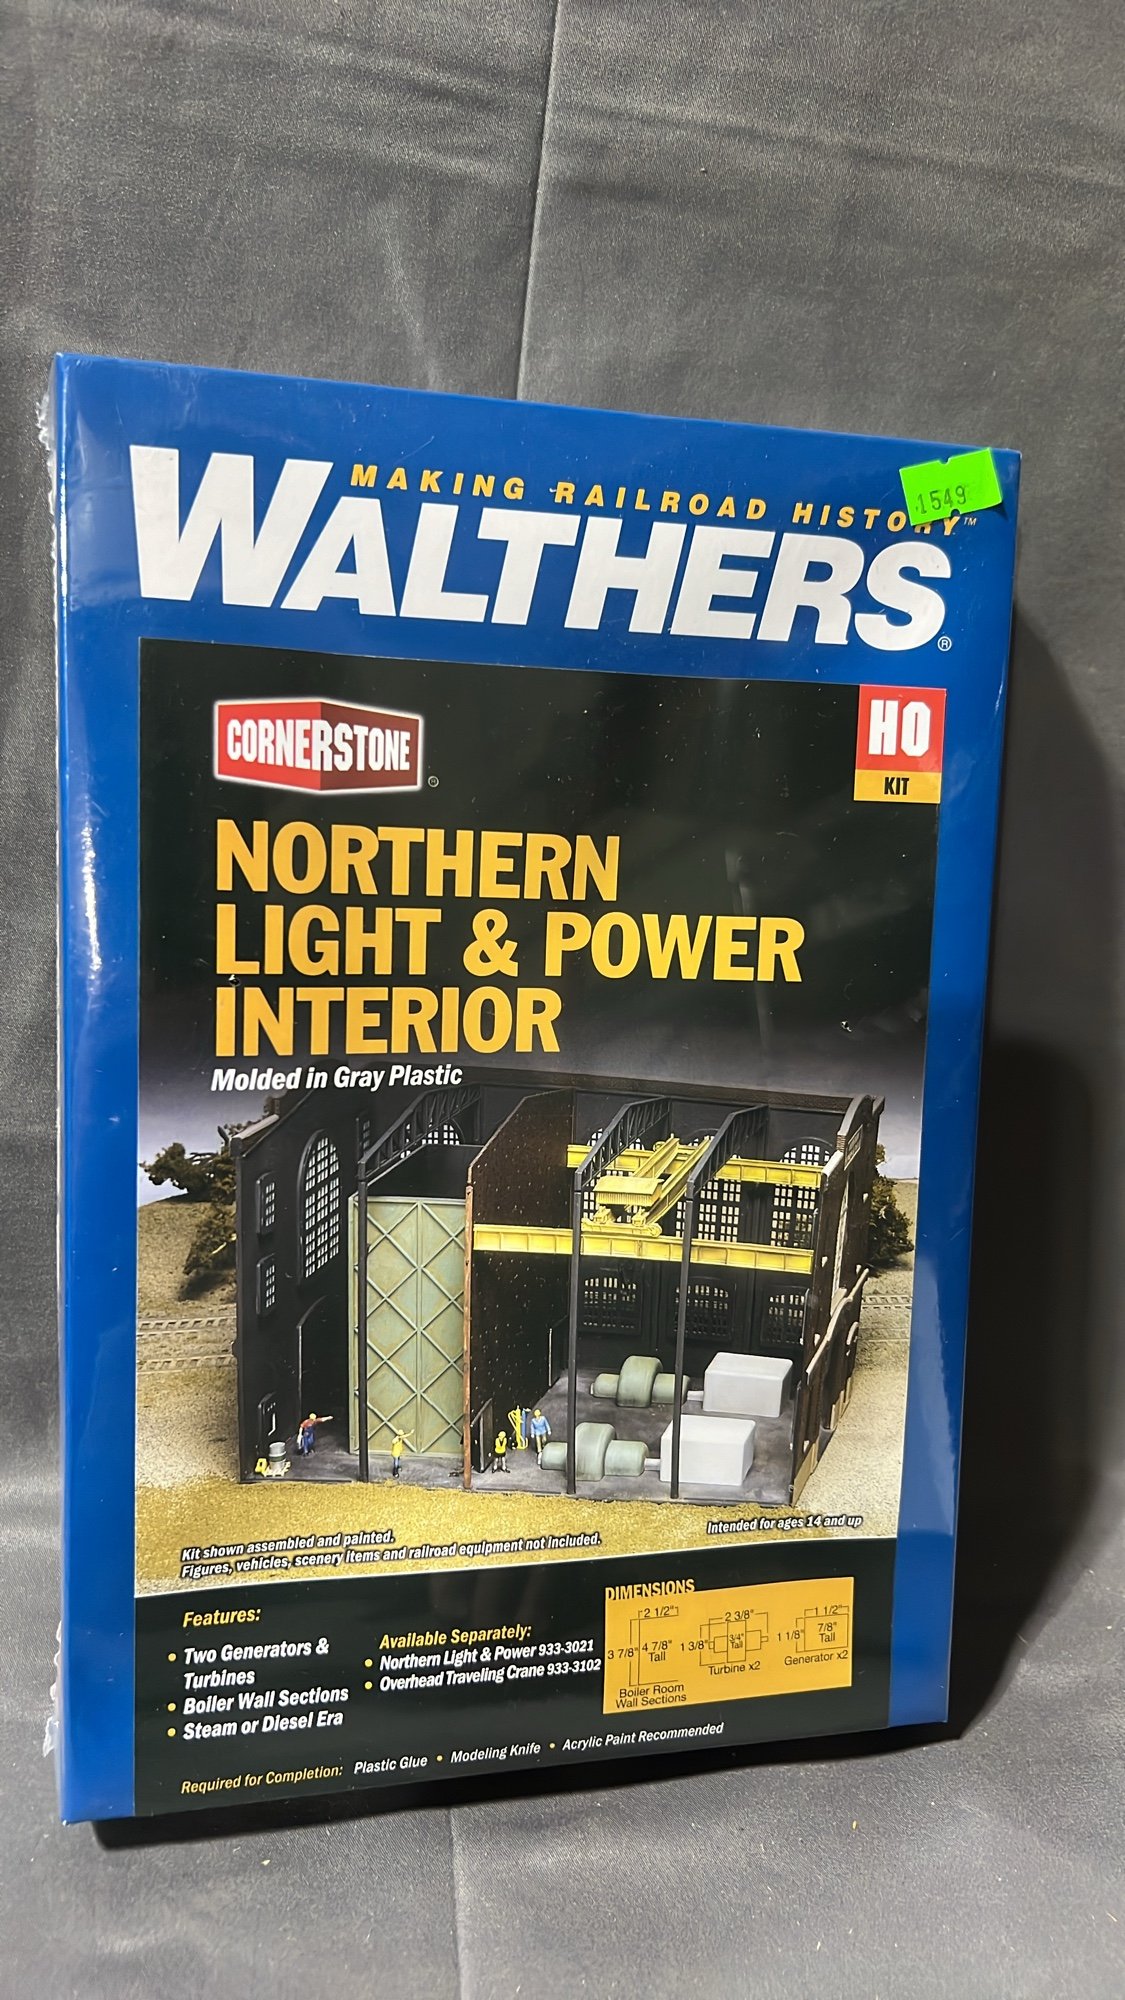 MAKING RAILROAD HISTORY™
1549
WALTHERS®
CORNERSTONE®
HO
KIT
NORTHERN
LIGHT & POWER
INTERIOR
Molded in Gray Plastic
Kit shown assembled and painted.
Figures, vehicles, scenery items and railroad equipment not included.
Intended for ages 14 and up
Features:
• Two Generators &
Turbines
• Boiler Wall Sections
• Steam or Diesel Era
Available Separately:
• Northern Light & Power 933-3021
• Overhead Traveling Crane 933-3102
DIMENSIONS
2 1/2"
3 7/8"
4 7/8"
Tall
Boiler Room
Wall Sections
2 3/8"
1 3/8"
3/4"
Tall
Turbine x2
1 1/2"
1 1/8"
7/8"
Tall
Generator x2
Required for Completion: Plastic Glue • Modeling Knife • Acrylic Paint Recommended